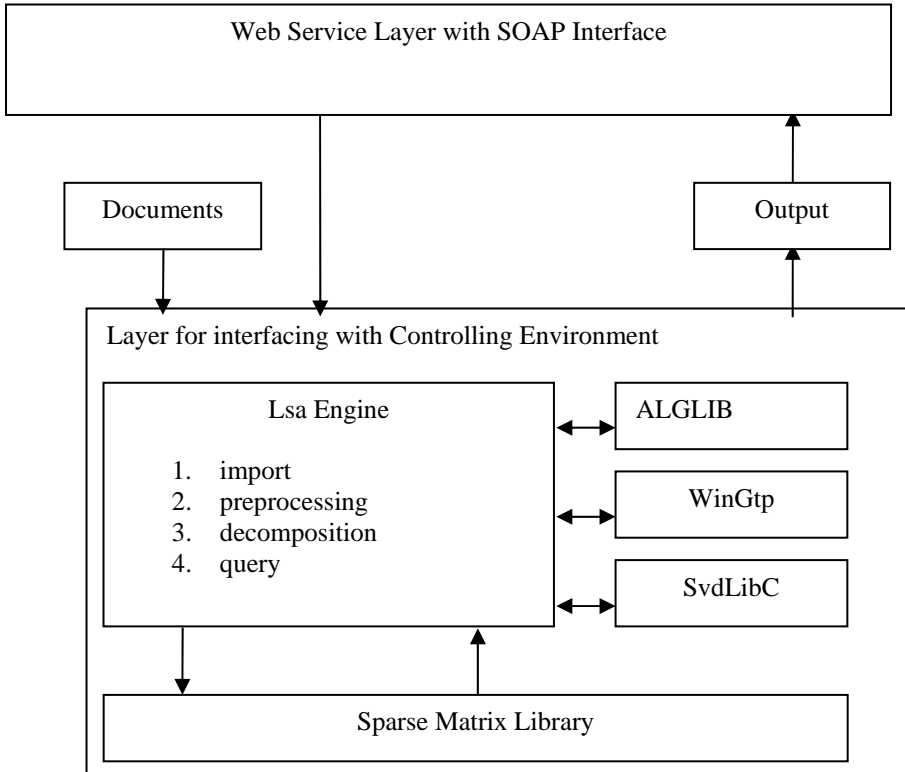 Web Service Layer with SOAP Interface
Documents
Output
Layer for interfacing with Controlling Environment
Lsa Engine
1. import
2. preprocessing
3. decomposition
4. query
ALGLIB
WinGtp
SvdLibC
Sparse Matrix Library